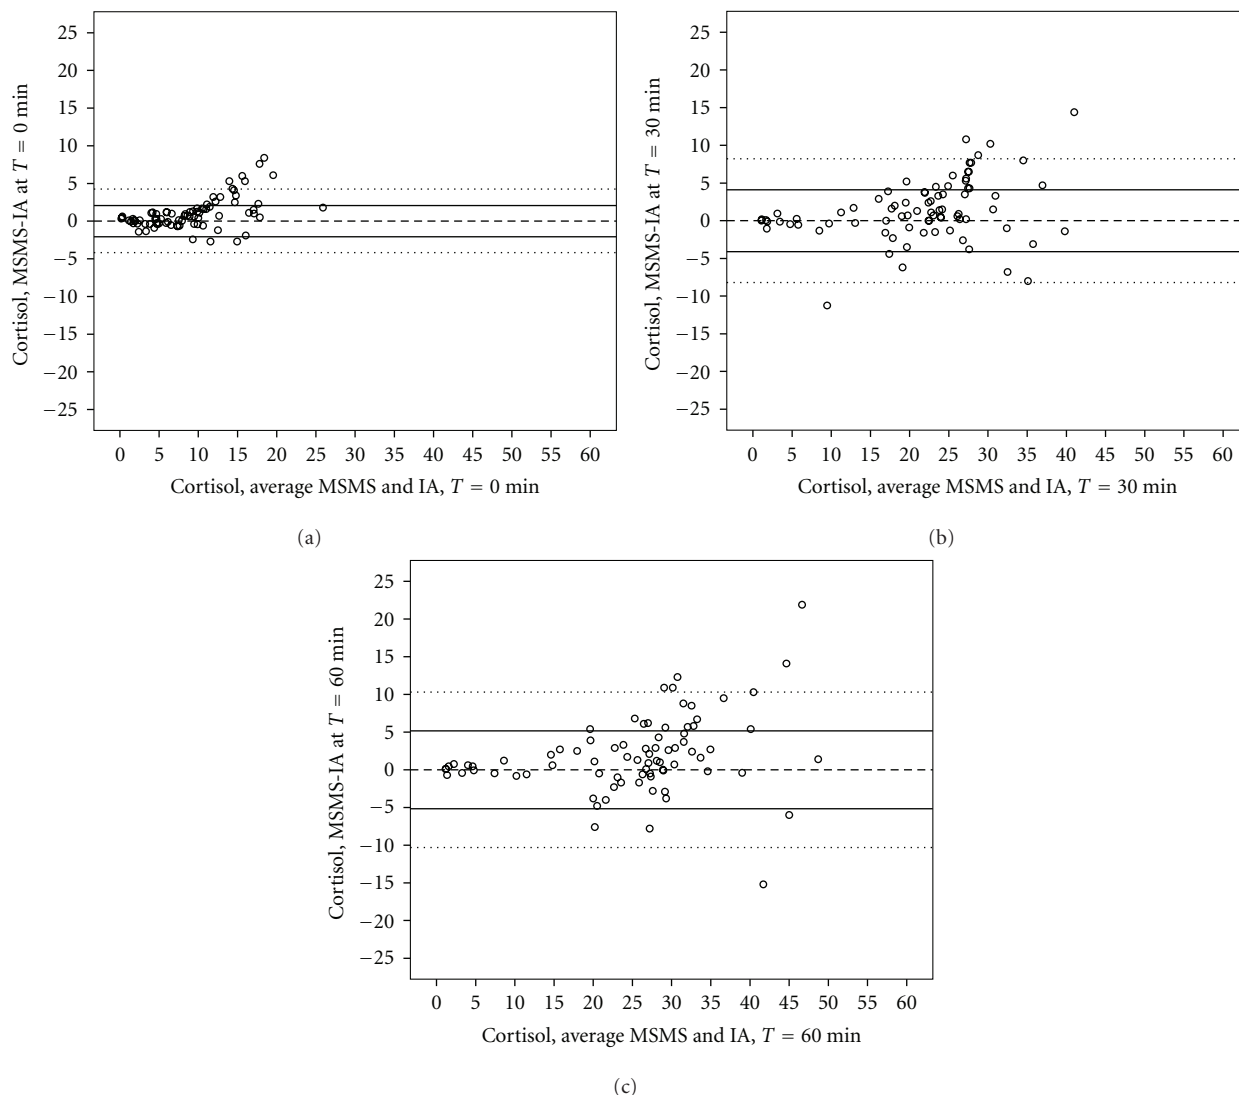 25
20
15
10
5
0
−5
−10
−15
−20
−25
Cortisol, MSMS-IA at T = 0 min
0 5 10 15 20 25 30 35 40 45 50 55 60
Cortisol, average MSMS and IA, T = 0 min
(a)
25
20
15
10
5
0
−5
−10
−15
−20
−25
Cortisol, MSMS-IA at T = 30 min
0 5 10 15 20 25 30 35 40 45 50 55 60
Cortisol, average MSMS and IA, T = 30 min
(b)
25
20
15
10
5
0
−5
−10
−15
−20
−25
Cortisol, MSMS-IA at T = 60 min
0 5 10 15 20 25 30 35 40 45 50 55 60
Cortisol, average MSMS and IA, T = 60 min
(c)